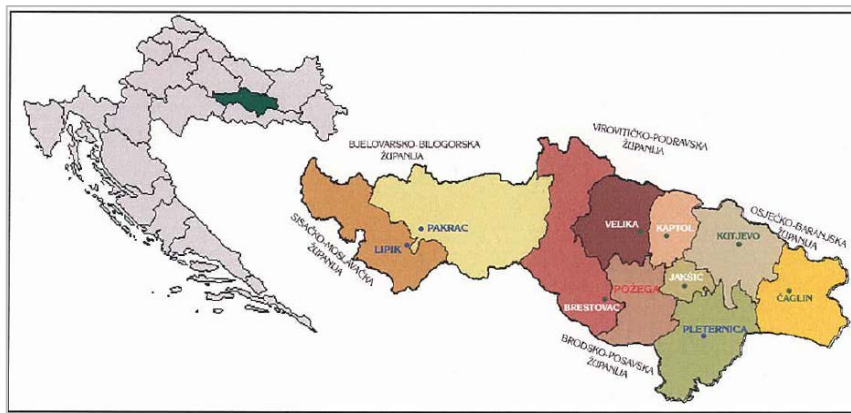 BJELOVARSKO-BILOGORSKA
ŽUPANIJA
VIROVITIČKO-PODRAVSKA
ŽUPANIJA
OSJEČKO-BARANJSKA
ŽUPANIJA
SISAČKO-MOSLAVAČKA
ŽUPANIJA
BRODSKO-POSAVSKA
ŽUPANIJA
PAKRAC
LIPIK
VELIKA
KAPTOL
KUTJEVO
JAKŠIĆ
POŽEGA
BRESTOVAC
ČAGLIN
PLETERNICA